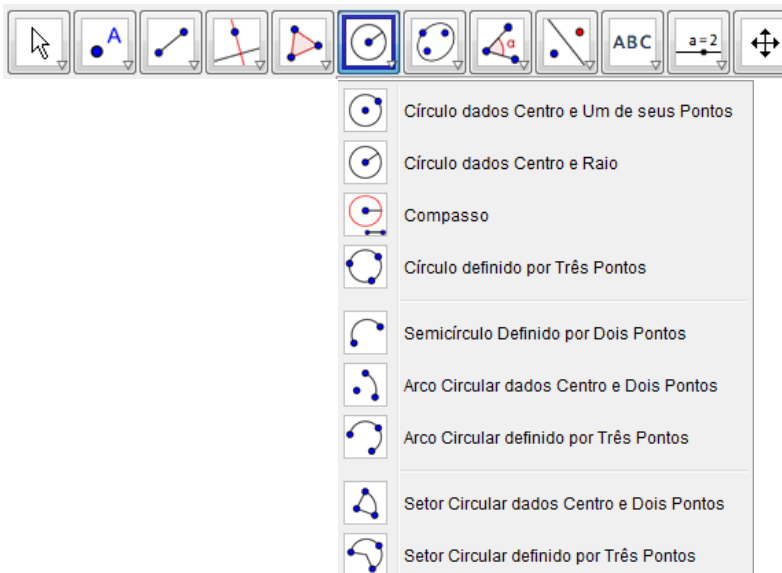 A
α
ABC
a=2
Círculo dados Centro e Um de seus Pontos
Círculo dados Centro e Raio
Compasso
Círculo definido por Três Pontos
Semicírculo Definido por Dois Pontos
Arco Circular dados Centro e Dois Pontos
Arco Circular definido por Três Pontos
Setor Circular dados Centro e Dois Pontos
Setor Circular definido por Três Pontos